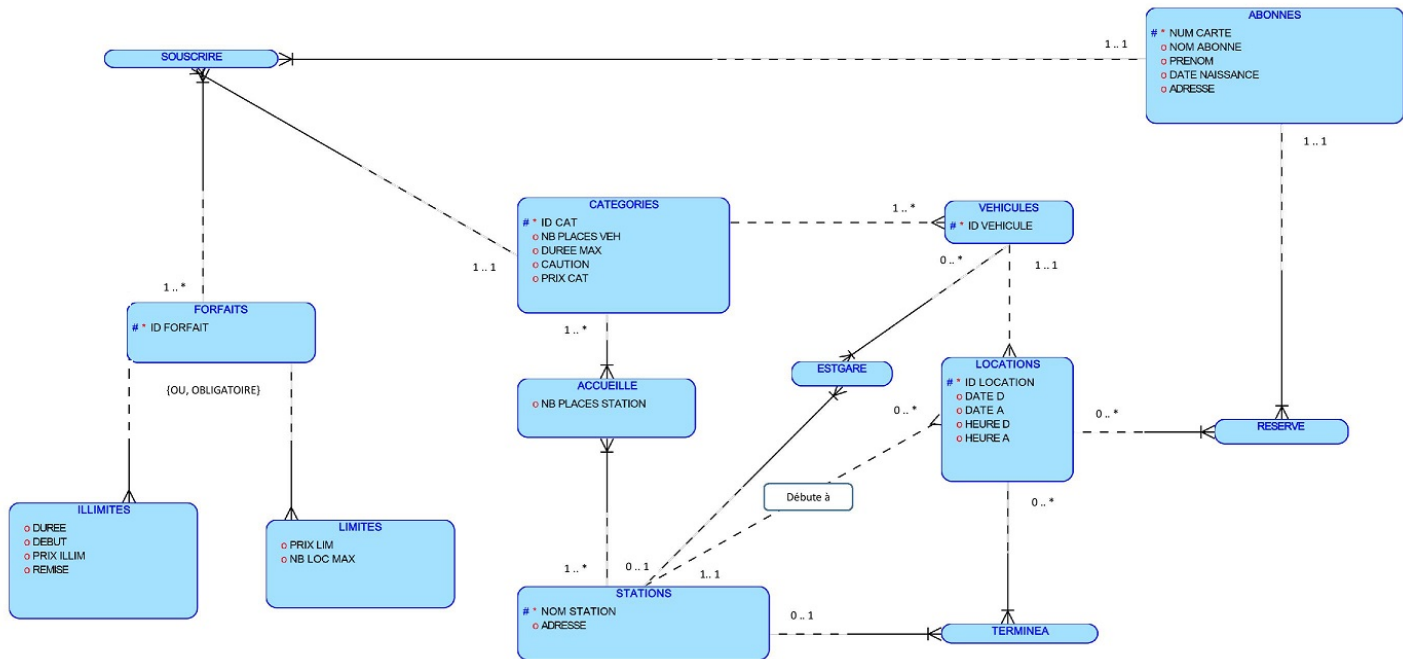 ABONNES
# * NUM CARTE
o NOM ABONNE
o PRENOM
o DATE NAISSANCE
o ADRESSE
SOUSCRIRE
1 .. 1
1 .. 1
CATEGORIES
# * ID CAT
o NB PLACES VEH
o DUREE MAX
o CAUTION
o PRIX CAT
1 .. *
VEHICULES
# * ID VEHICULE
1 .. 1
0 .. *
1 .. 1
1 .. *
FORFAITS
# * ID FORFAIT
{OU, OBLIGATOIRE}
1 .. *
ACCUEILLE
o NB PLACES STATION
ESTGARE
LOCATIONS
# * ID LOCATION
o DATE D
o DATE A
o HEURE D
o HEURE A
0 .. *
0 .. *
RESERVE
Débute à
0 .. *
ILLIMITES
o DUREE
o DEBUT
o PRIX ILLIM
o REMISE
LIMITES
o PRIX LIM
o NB LOC MAX
1 .. *
0 .. 1
1.. 1
STATIONS
# * NOM STATION
o ADRESSE
0 .. 1
TERMINEA